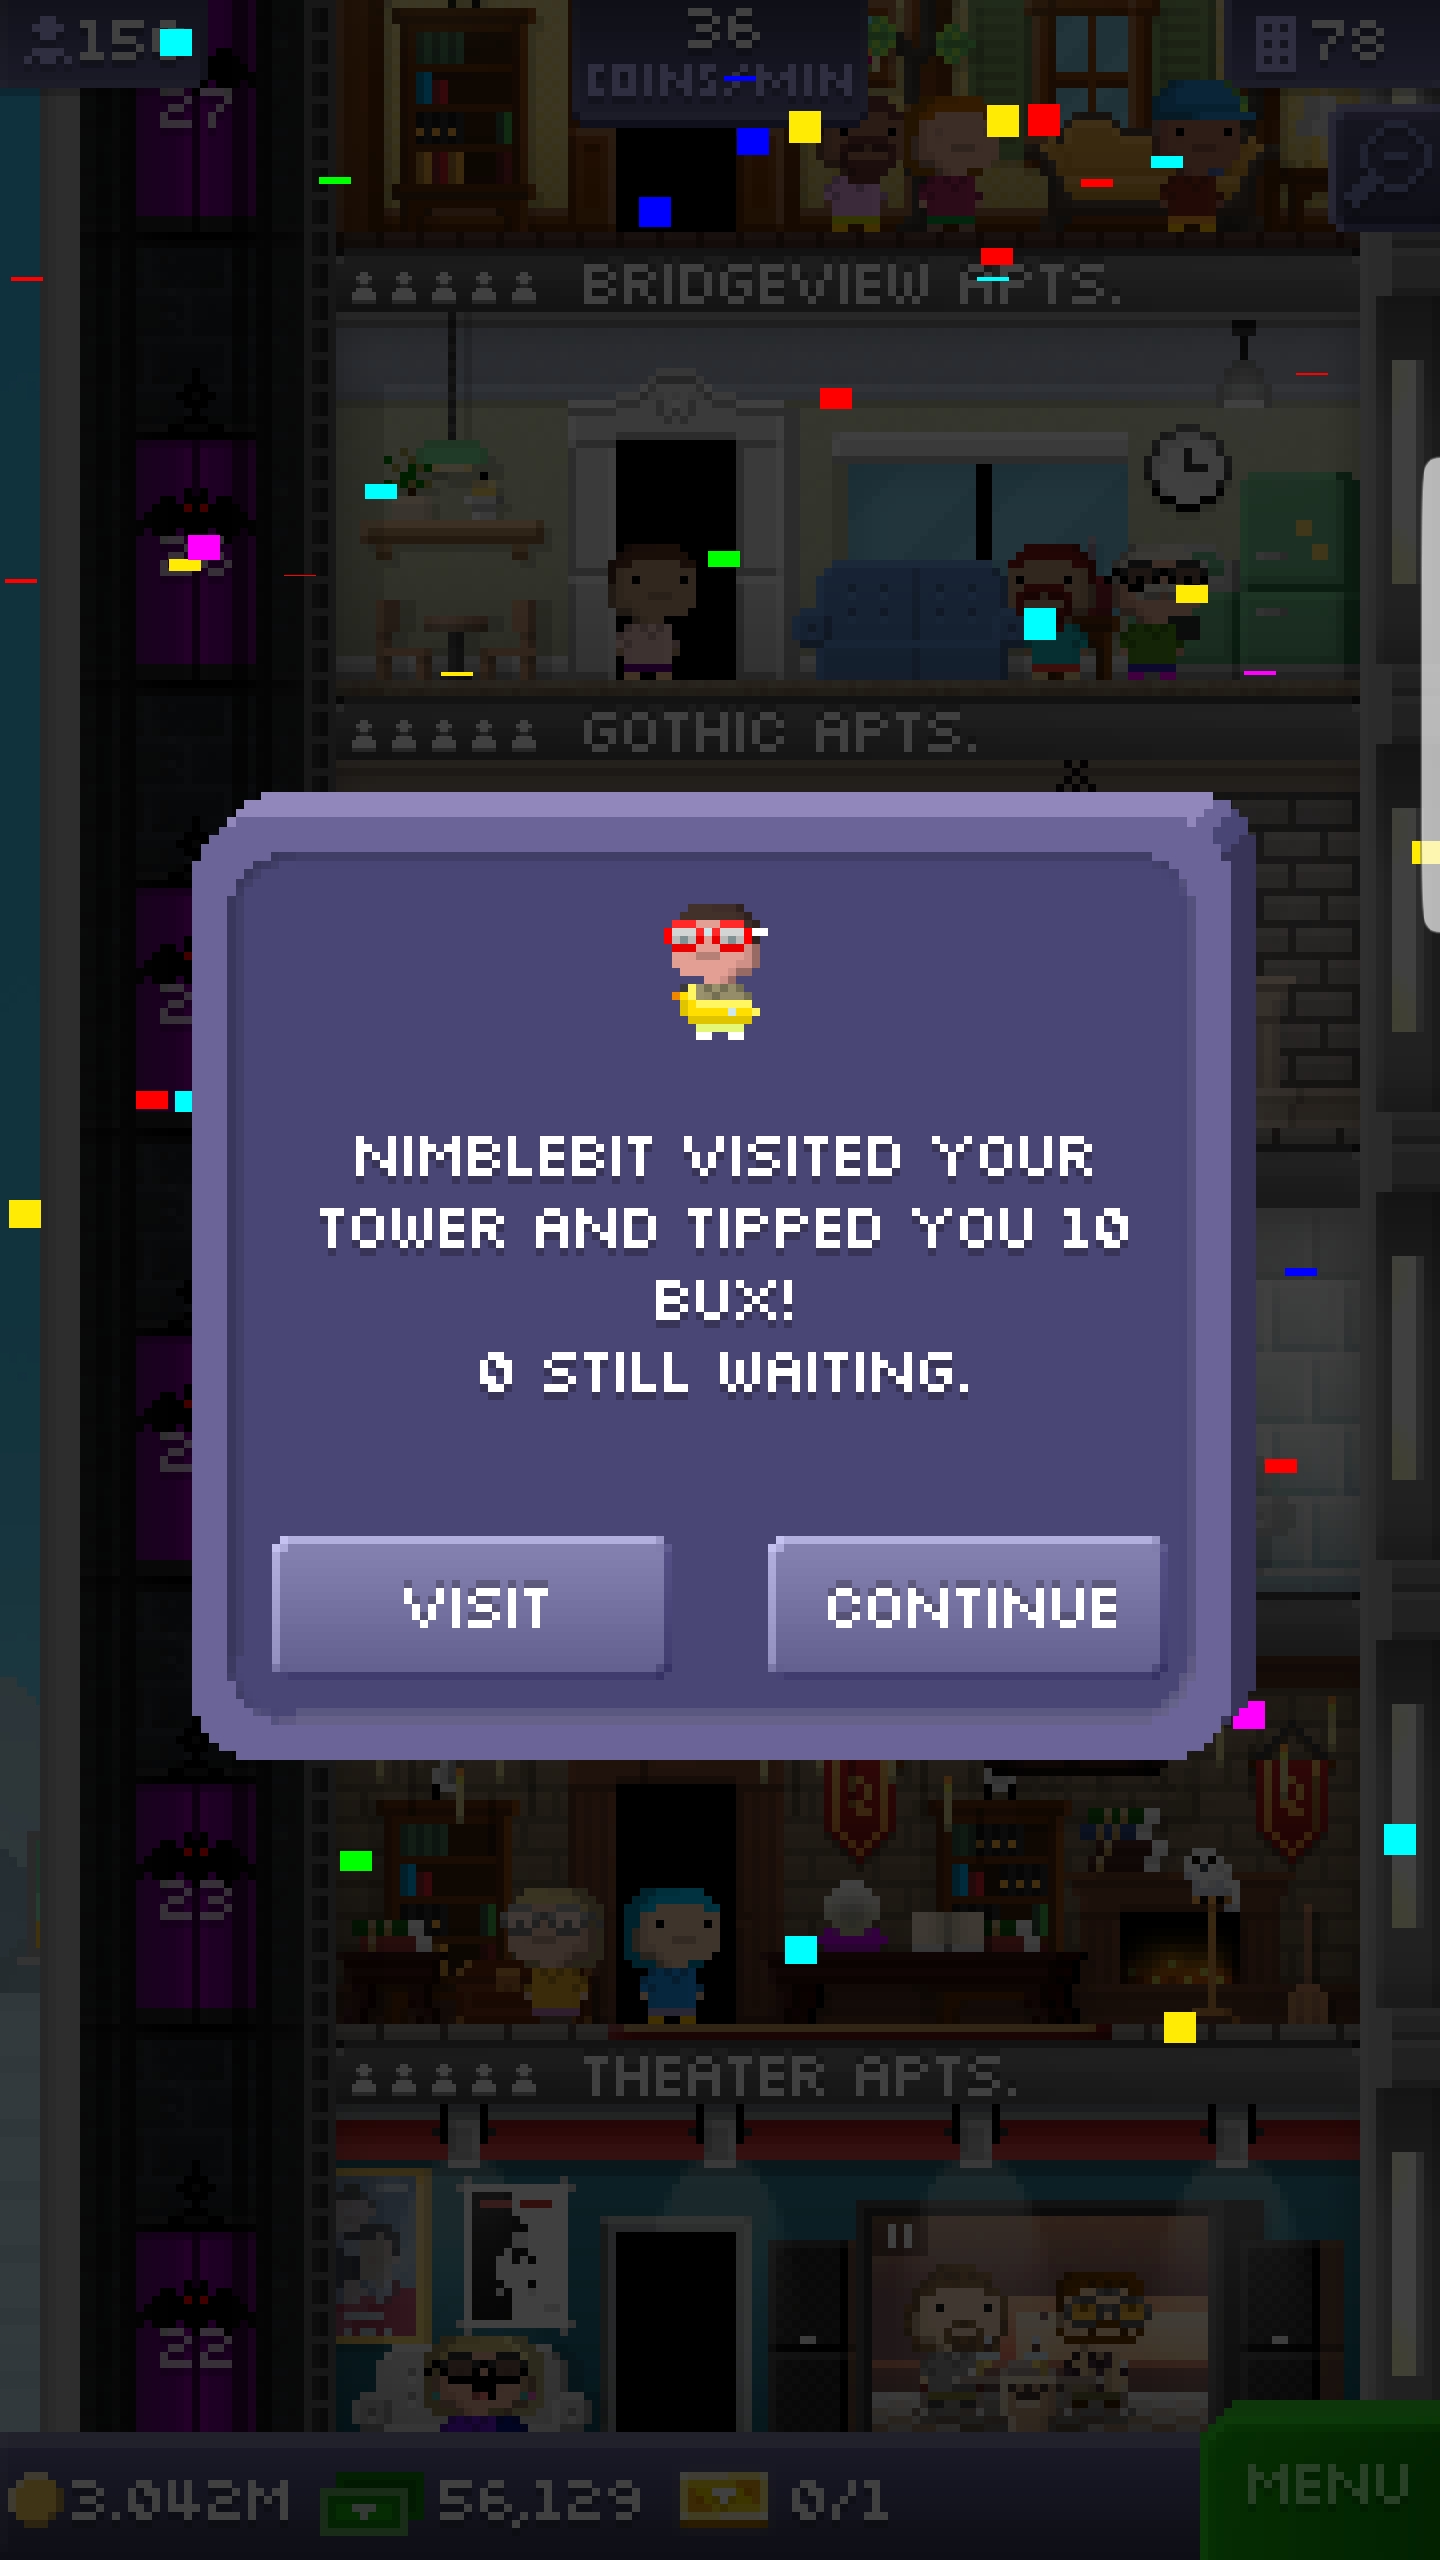 36
COINS/MIN
78
27
BRIDGEVIEW APTS.
GOTHIC APTS.
NIMBLEBIT VISITED YOUR
TOWER AND TIPPED YOU 10
BUX!
0 STILL WAITING.
VISIT
CONTINUE
23
THEATER APTS.
22
3.042M
56,129
0/1
MENU